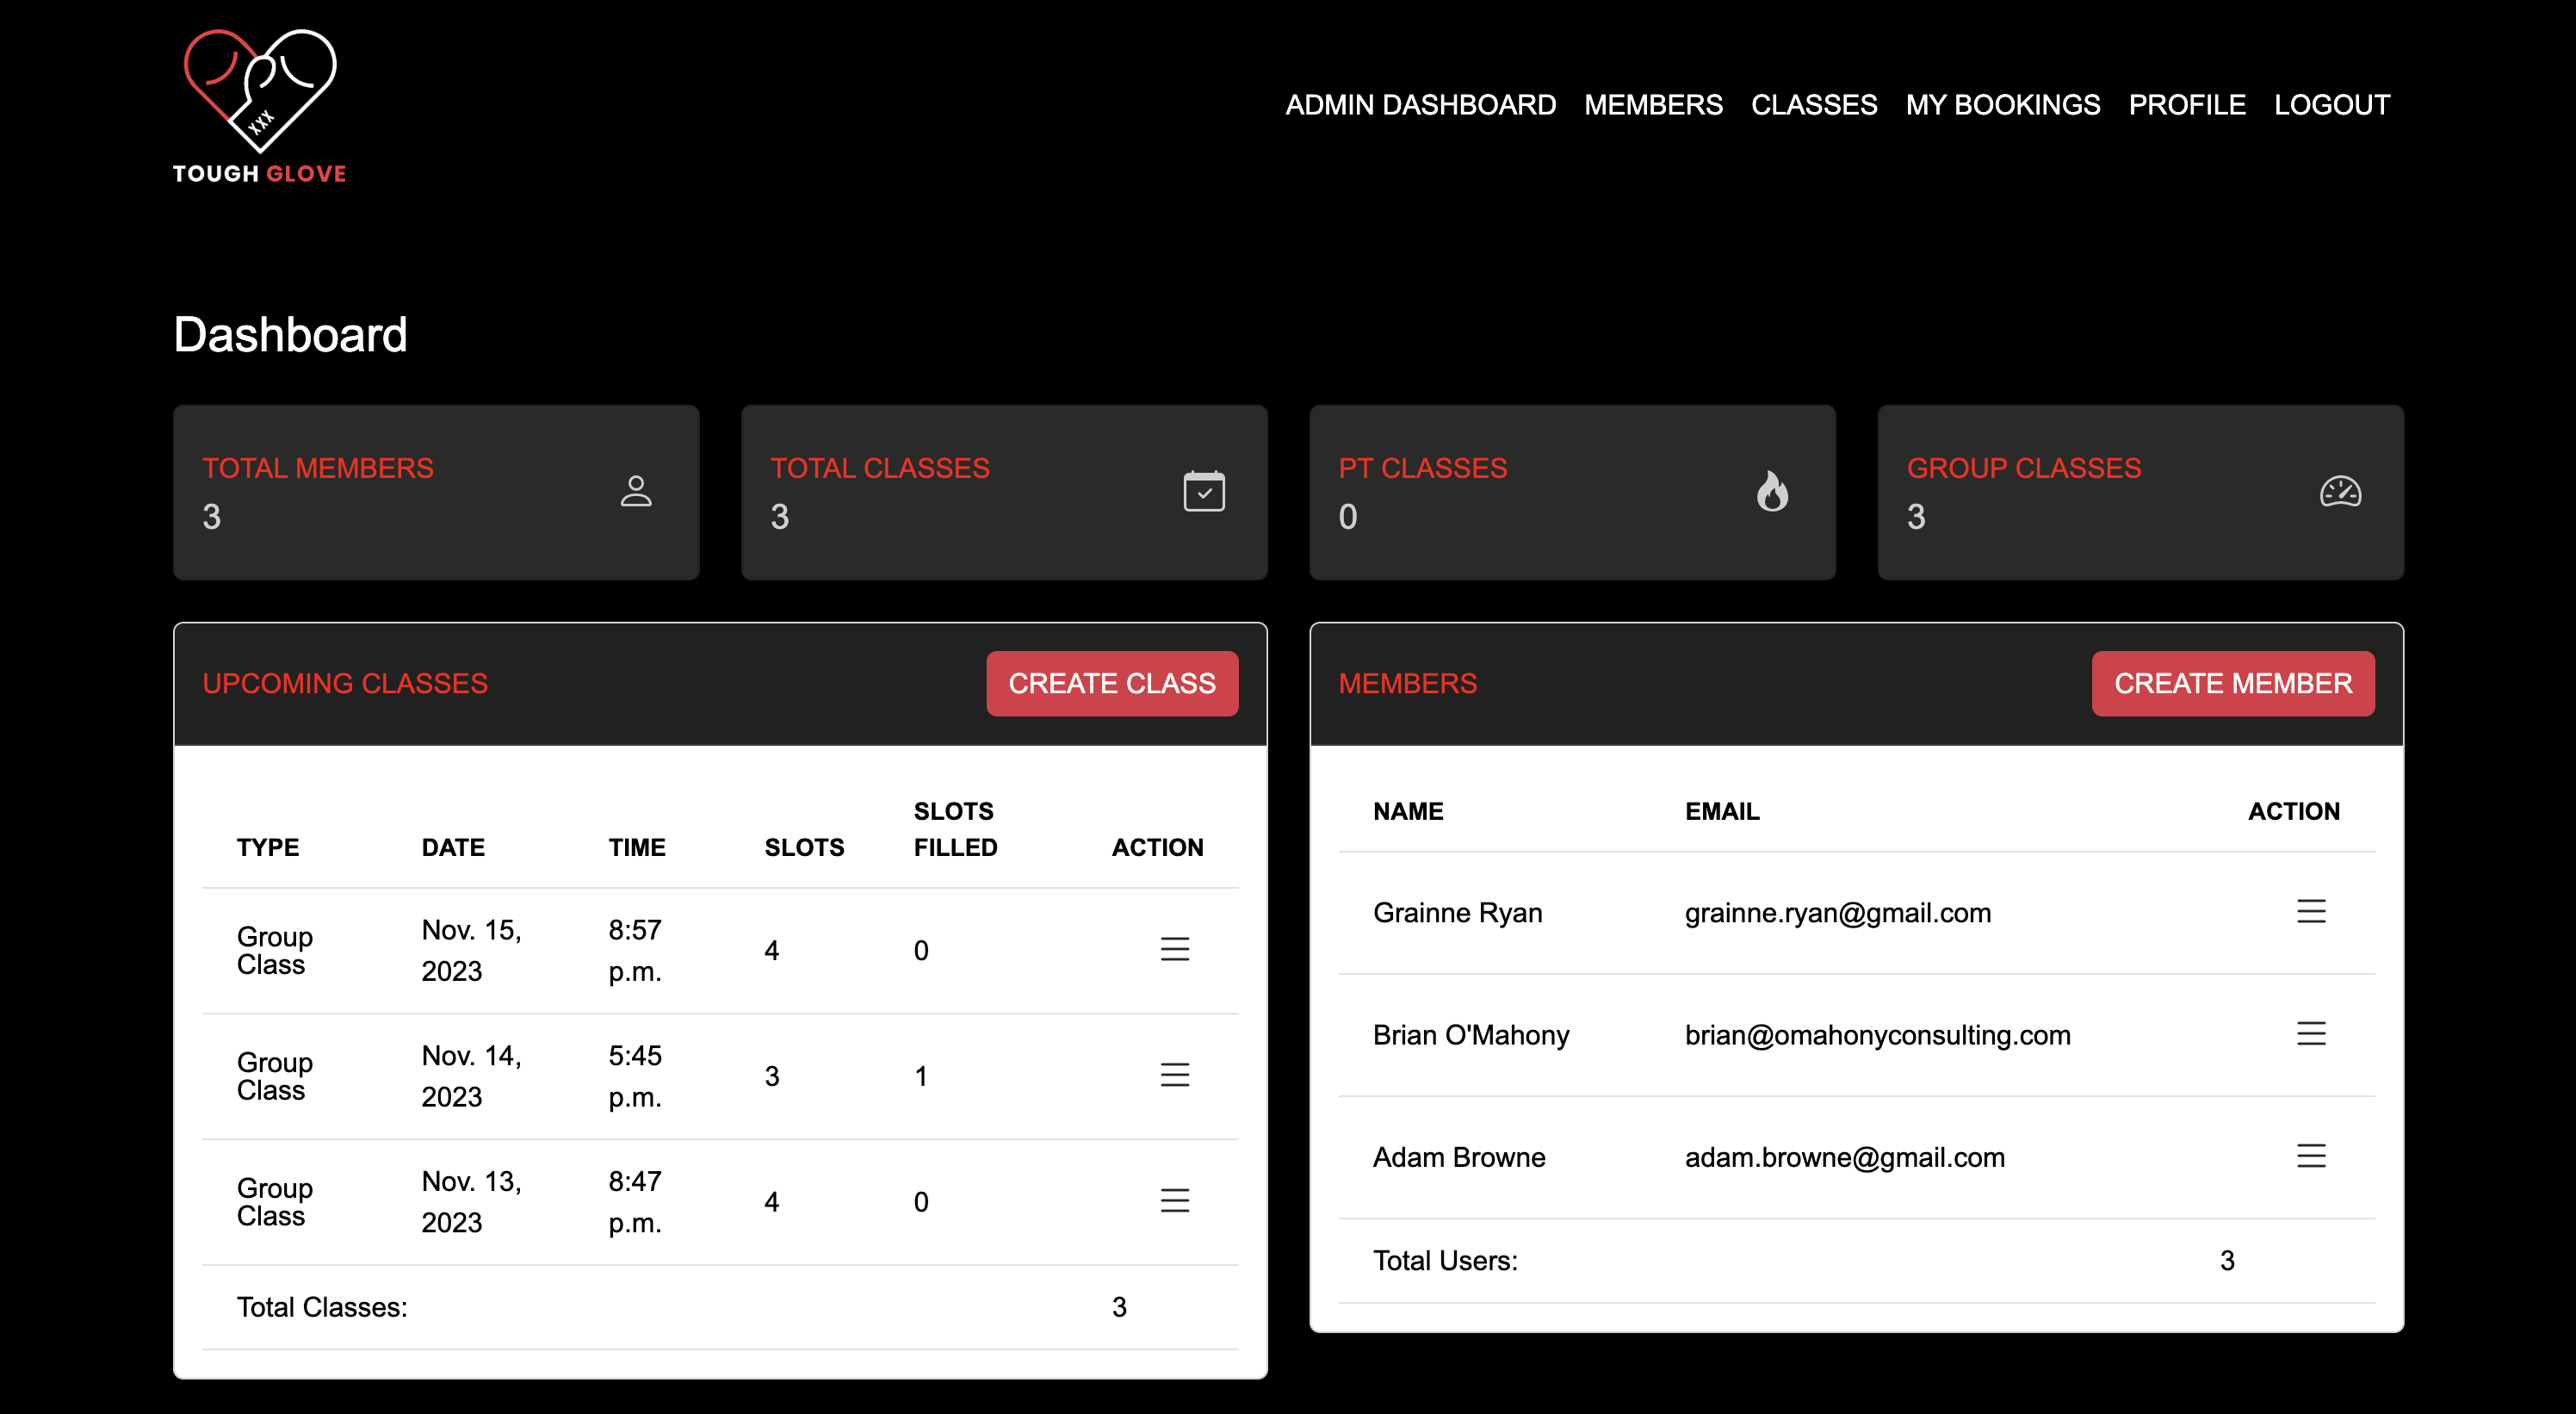 XXX
TOUGH GLOVE
ADMIN DASHBOARD MEMBERS CLASSES MY BOOKINGS PROFILE LOGOUT
Dashboard
TOTAL MEMBERS
3
TOTAL CLASSES
3
PT CLASSES
0
GROUP CLASSES
3
UPCOMING CLASSES CREATE CLASS
TYPE DATE TIME SLOTS SLOTS FILLED ACTION
Group Class Nov. 15, 2023 8:57 p.m. 4 0
Group Class Nov. 14, 2023 5:45 p.m. 3 1
Group Class Nov. 13, 2023 8:47 p.m. 4 0
Total Classes: 3
MEMBERS CREATE MEMBER
NAME EMAIL ACTION
Grainne Ryan grainne.ryan@gmail.com
Brian O'Mahony brian@omahonyconsulting.com
Adam Browne adam.browne@gmail.com
Total Users: 3